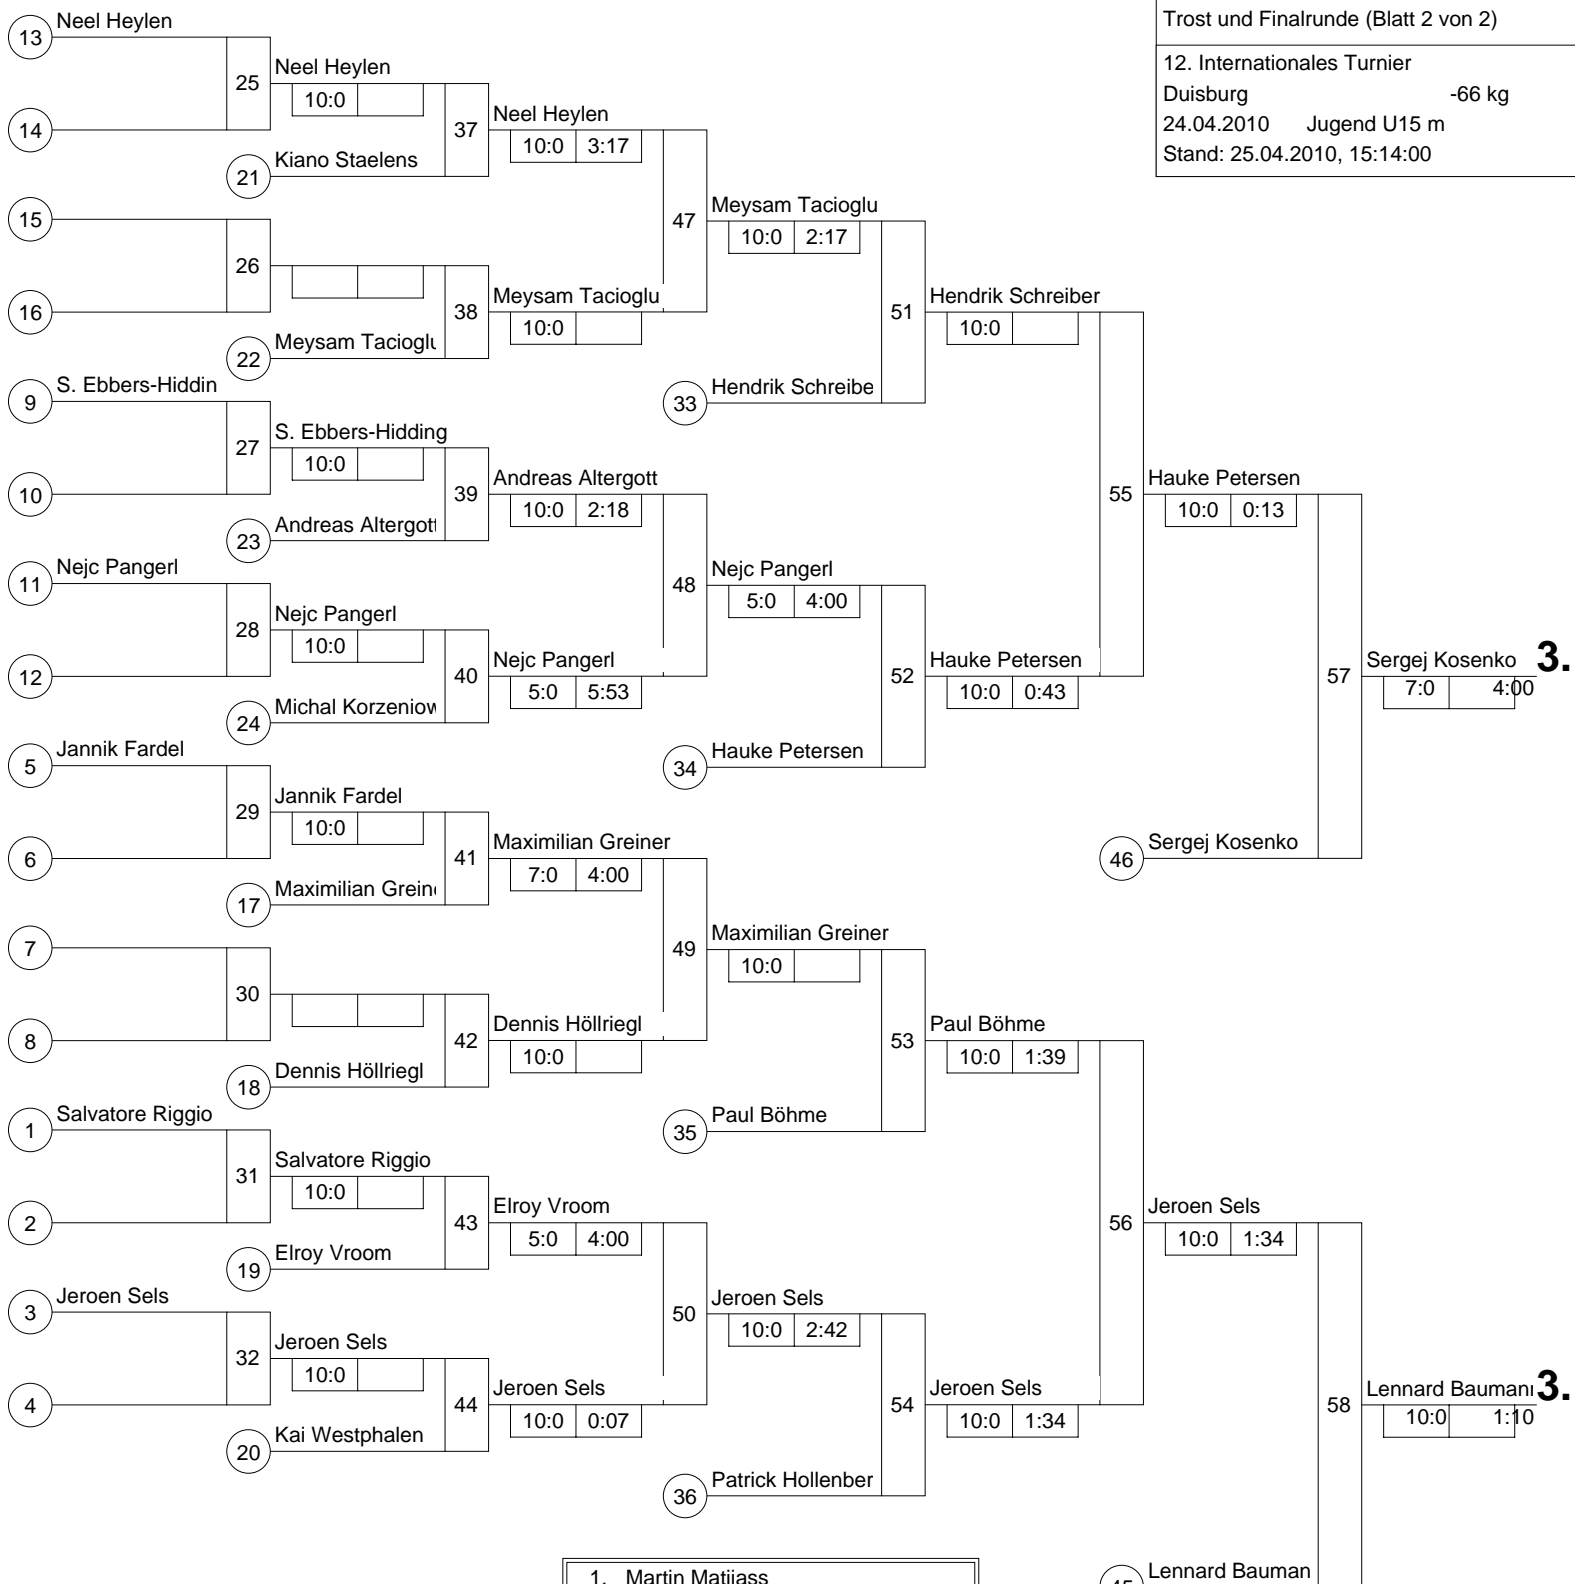 Trost und Finalrunde (Blatt 2 von 2)
12. Internationales Turnier
Duisburg -66 kg
24.04.2010 Jugend U15 m
Stand: 25.04.2010, 15:14:00
13 Neel Heylen
25 Neel Heylen
10:0
14
37 Neel Heylen
10:0 3:17
21 Kiano Staelens
15
47 Meysam Tacioglu
10:0 2:17
26
16
38 Meysam Tacioglu
10:0
22 Meysam Tacioglu
51 Hendrik Schreiber
10:0
33 Hendrik Schreibe
9 S. Ebbers-Hiddin
27 S. Ebbers-Hidding
10:0
10
39 Andreas Altergott
10:0 2:18
23 Andreas Altergott
55 Hauke Petersen
10:0 0:13
11 Nejc Pangerl
48 Nejc Pangerl
5:0 4:00
28 Nejc Pangerl
10:0
12
40 Nejc Pangerl
5:0 5:53
24 Michal Korzeniow
52 Hauke Petersen
10:0 0:43
34 Hauke Petersen
57 Sergej Kosenko 3.
7:0 4:00
46 Sergej Kosenko
5 Jannik Fardel
29 Jannik Fardel
10:0
6
41 Maximilian Greiner
7:0 4:00
17 Maximilian Greine
7
49 Maximilian Greiner
10:0
30
8
42 Dennis Höllriegl
10:0
18 Dennis Höllriegl
53 Paul Böhme
10:0 1:39
35 Paul Böhme
1 Salvatore Riggio
31 Salvatore Riggio
10:0
2
43 Elroy Vroom
5:0 4:00
19 Elroy Vroom
56 Jeroen Sels
10:0 1:34
3 Jeroen Sels
50 Jeroen Sels
10:0 2:42
32 Jeroen Sels
10:0
4
44 Jeroen Sels
10:0 0:07
20 Kai Westphalen
54 Jeroen Sels
10:0 1:34
36 Patrick Hollenber
58 Lennard Baumann 3.
10:0 1:10
45 Lennard Bauman
1. Martin Matijass